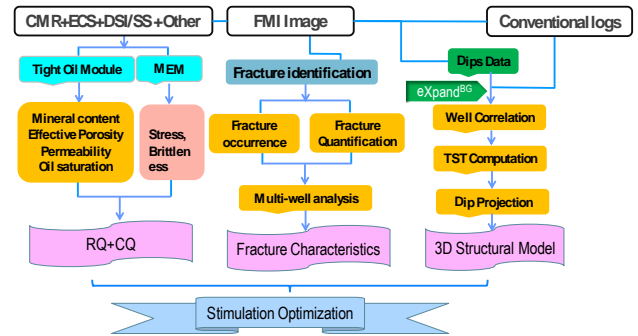 CMR+ECS+DSI/SS+Other
FMI Image
Conventional logs
Tight Oil Module
MEM
Fracture identification
Dips Data
eXpandBG
Mineral content
Effective Porosity
Permeability
Oil saturation
Stress,
Brittlen
ess
Fracture
occurrence
Fracture
Quantification
Well Correlation
TST Computation
Multi-well analysis
Dip Projection
RQ+CQ
Fracture Characteristics
3D Structural Model
Stimulation Optimization